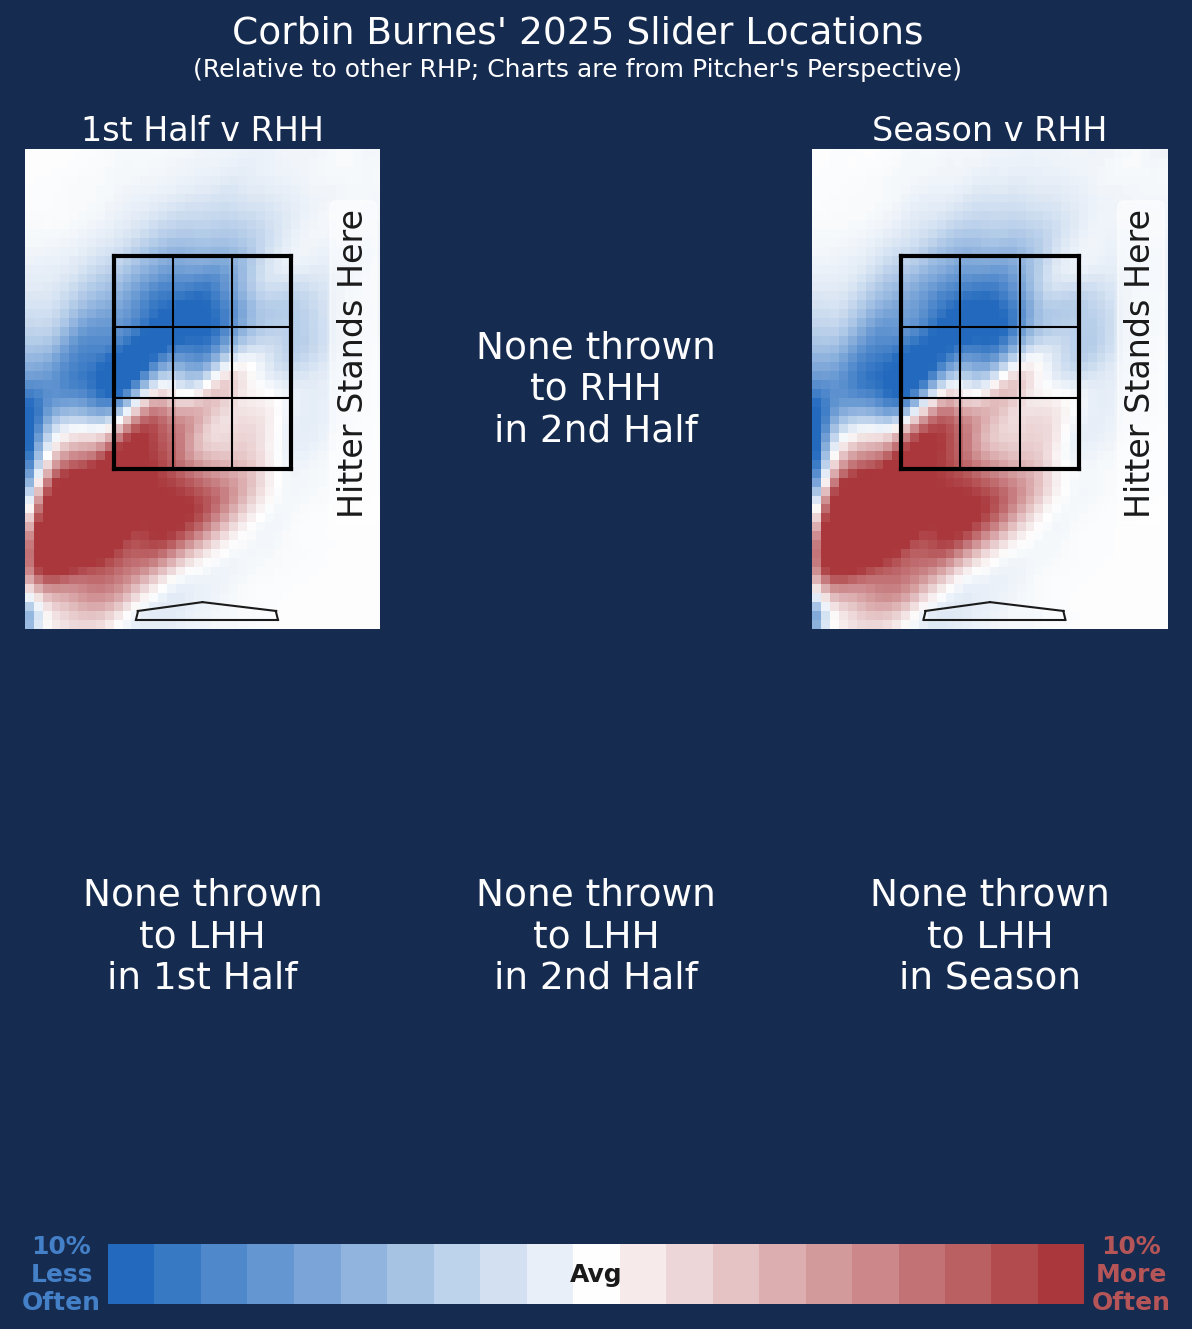 Corbin Burnes' 2025 Slider Locations
(Relative to other RHP; Charts are from Pitcher's Perspective)
1st Half v RHH
Season v RHH
Hitter Stands Here
None thrown
to RHH
in 2nd Half
Hitter Stands Here
None thrown
to LHH
in 1st Half
None thrown
to LHH
in 2nd Half
None thrown
to LHH
in Season
10%
Less
Often
Avg
10%
More
Often